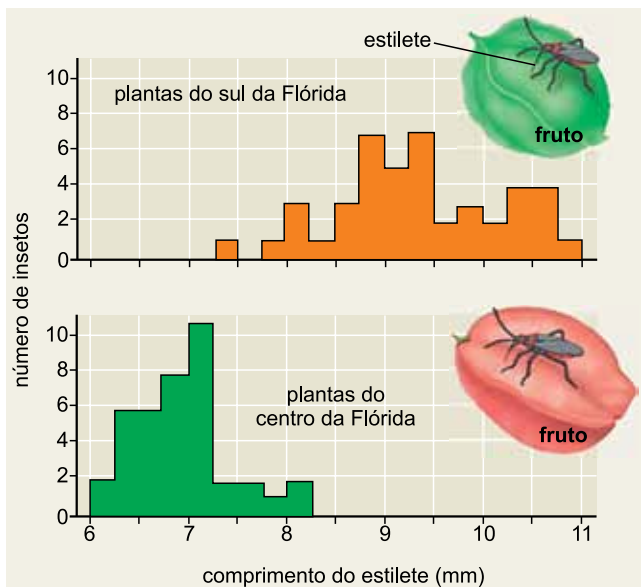 estilete
plantas do sul da Flórida
fruto
10
8
6
4
2
0
número de insetos
plantas do
centro da Flórida
fruto
10
8
6
4
2
0
6 7 8 9 10 11
comprimento do estilete (mm)